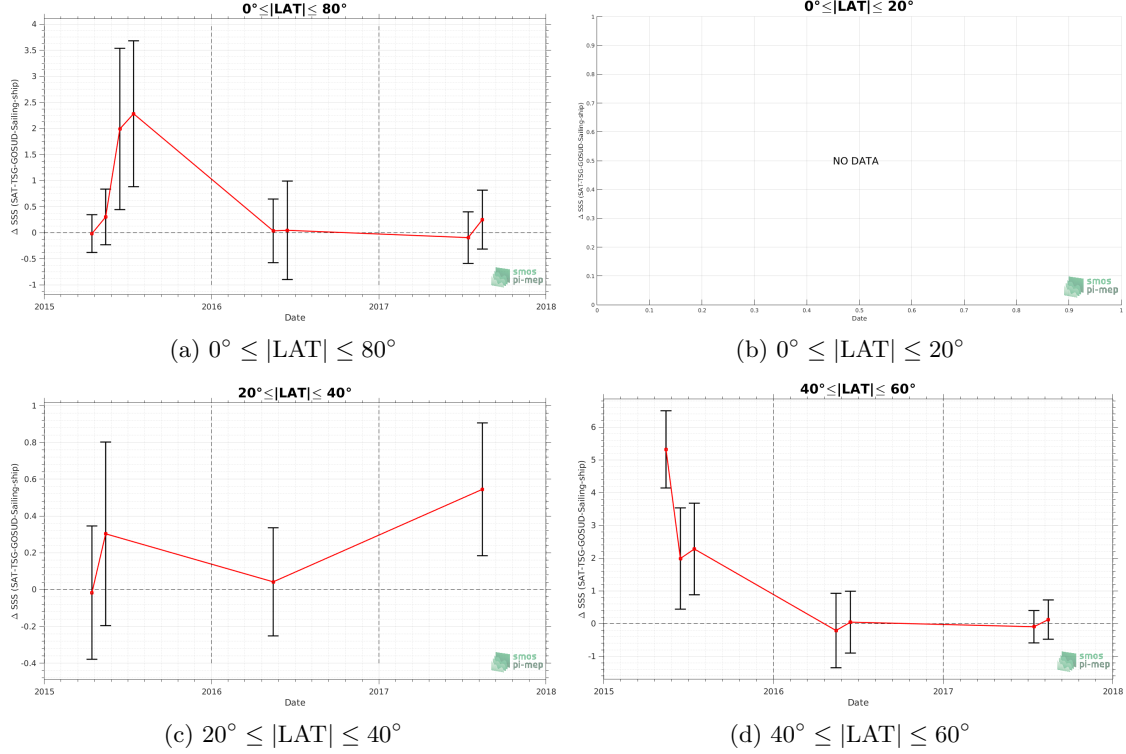 0°≤|LAT|≤ 80°
4
3.5
3
2.5
2
1.5
1
0.5
0
-0.5
-1
Δ SSS (SAT-TSG-GOSUD-Sailing-ship)
2015
2016
2017
2018
Date
smos
pi-mep
(a) 0° ≤ |LAT| ≤ 80°
0°≤|LAT|≤ 20°
1
0.9
0.8
0.7
0.6
0.5
0.4
0.3
0.2
0.1
0
Δ SSS (SAT-TSG-GOSUD-Sailing-ship)
NO DATA
0
0.1
0.2
0.3
0.4
0.5
0.6
0.7
0.8
0.9
1
Date
smos
pi-mep
(b) 0° ≤ |LAT| ≤ 20°
20°≤|LAT|≤ 40°
1
0.8
0.6
0.4
0.2
0
-0.2
-0.4
Δ SSS (SAT-TSG-GOSUD-Sailing-ship)
2015
2016
2017
2018
Date
smos
pi-mep
(c) 20° ≤ |LAT| ≤ 40°
40°≤|LAT|≤ 60°
6
5
4
3
2
1
0
-1
Δ SSS (SAT-TSG-GOSUD-Sailing-ship)
2015
2016
2017
2018
Date
smos
pi-mep
(d) 40° ≤ |LAT| ≤ 60°